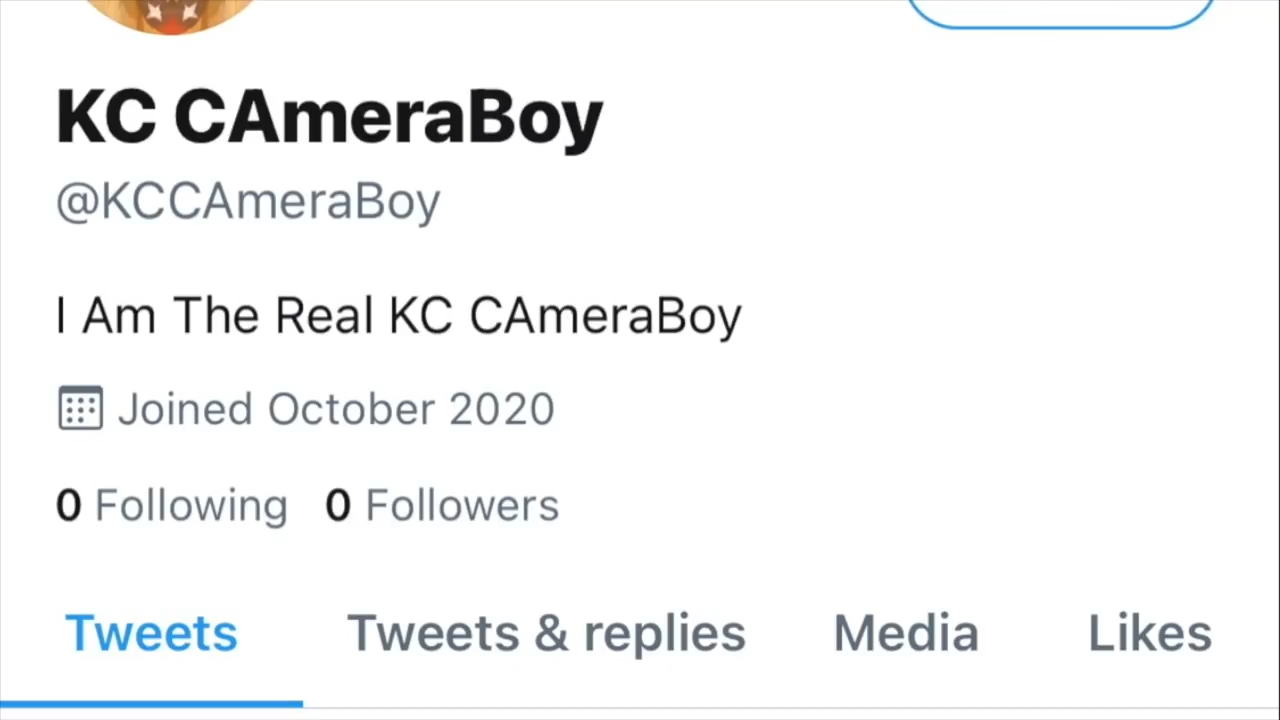 KC CAmeraBoy
@KCCAmeraBoy
I Am The Real KC CAmeraBoy
Joined October 2020
0 Following 0 Followers
Tweets Tweets & replies Media Likes